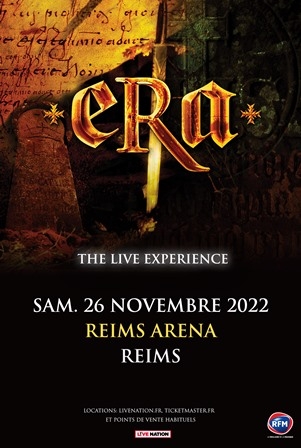 eRa
THE LIVE EXPERIENCE
SAM. 26 NOVEMBRE 2022
REIMS ARENA
REIMS
LOCATIONS: LIVENATION.FR, TICKETMASTER.FR
ET POINTS DE VENTE HABITUELS
LIVE NATION
RFM